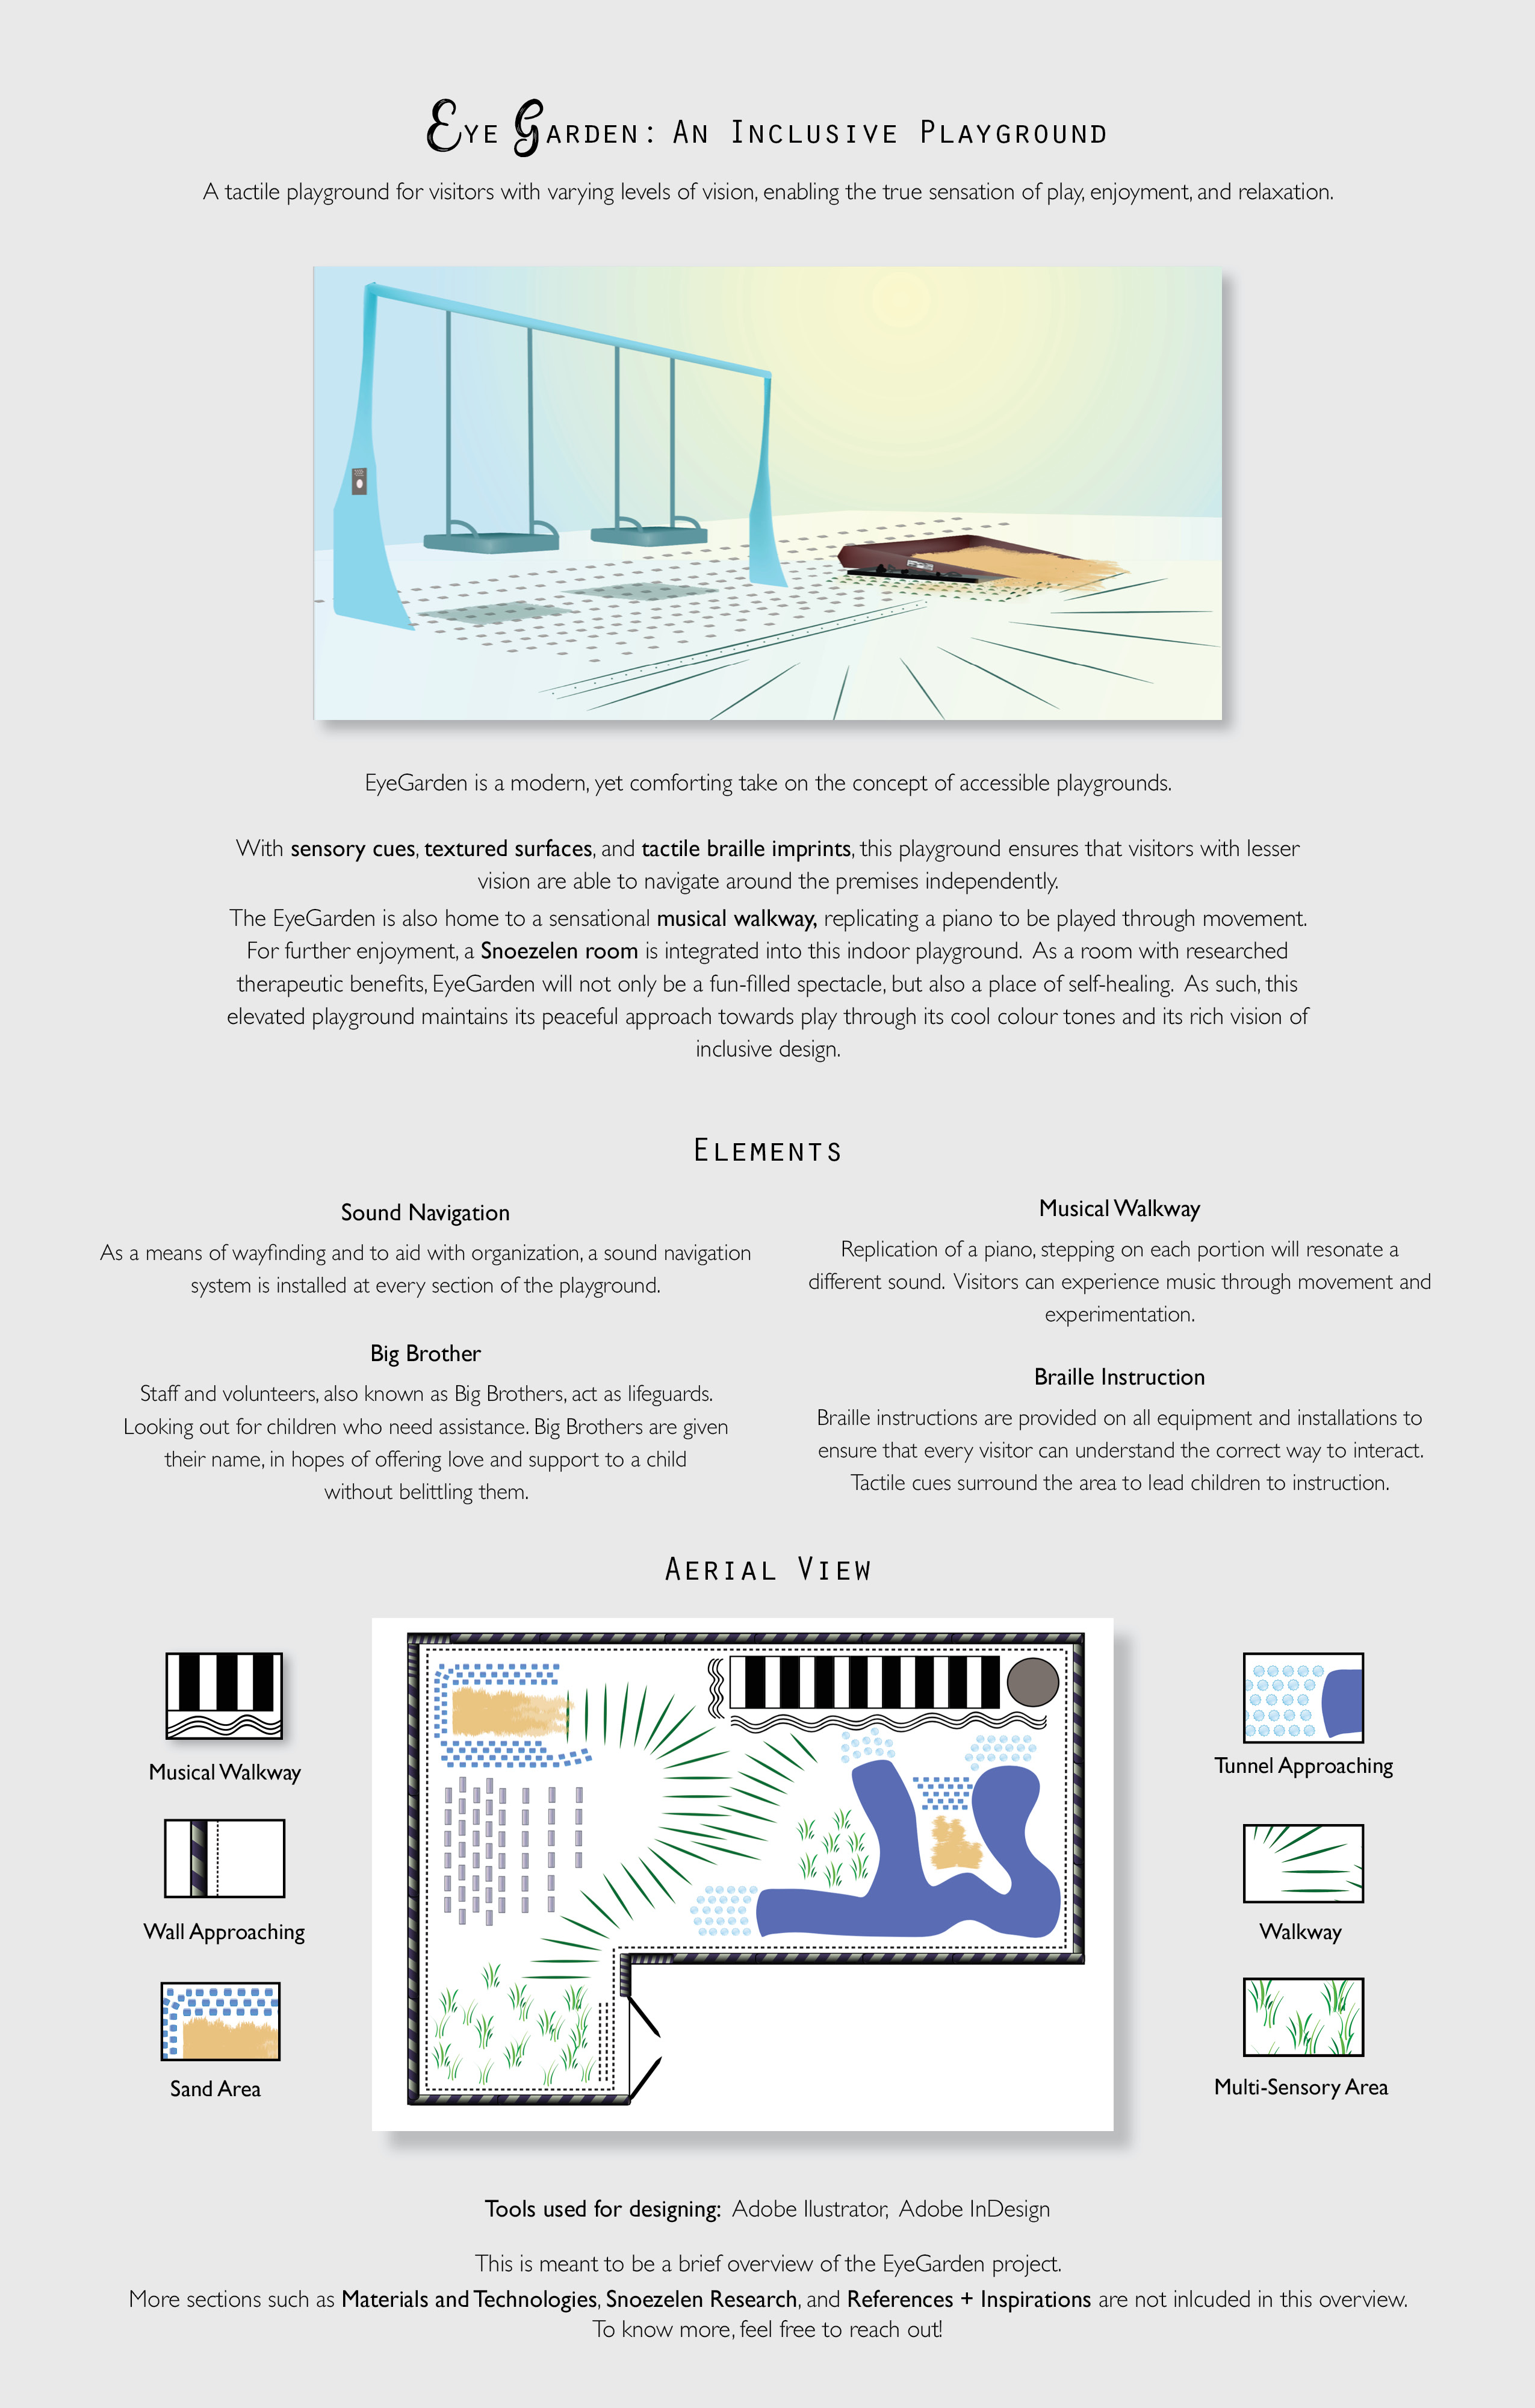 Eye Garden: An Inclusive Playground
A tactile playground for visitors with varying levels of vision, enabling the true sensation of play, enjoyment, and relaxation.
EyeGarden is a modern, yet comforting take on the concept of accessible playgrounds.
With sensory cues, textured surfaces, and tactile braille imprints, this playground ensures that visitors with lesser
vision are able to navigate around the premises independently.
The EyeGarden is also home to a sensational musical walkway, replicating a piano to be played through movement.
For further enjoyment, a Snoezelen room is integrated into this indoor playground. As a room with researched
therapeutic benefits, EyeGarden will not only be a fun-filled spectacle, but also a place of self-healing. As such, this
elevated playground maintains its peaceful approach towards play through its cool colour tones and its rich vision of
inclusive design.
Elements
Sound Navigation
As a means of wayfinding and to aid with organization, a sound navigation
system is installed at every section of the playground.
Big Brother
Staff and volunteers, also known as Big Brothers, act as lifeguards.
Looking out for children who need assistance. Big Brothers are given
their name, in hopes of offering love and support to a child
without belittling them.
Musical Walkway
Replication of a piano, stepping on each portion will resonate a
different sound. Visitors can experience music through movement and
experimentation.
Braille Instruction
Braille instructions are provided on all equipment and installations to
ensure that every visitor can understand the correct way to interact.
Tactile cues surround the area to lead children to instruction.
Aerial View
Musical Walkway
Wall Approaching
Sand Area
Tunnel Approaching
Walkway
Multi-Sensory Area
Tools used for designing: Adobe Ilustrator, Adobe InDesign
This is meant to be a brief overview of the EyeGarden project.
More sections such as Materials and Technologies, Snoezelen Research, and References + Inspirations are not inlcuded in this overview.
To know more, feel free to reach out!